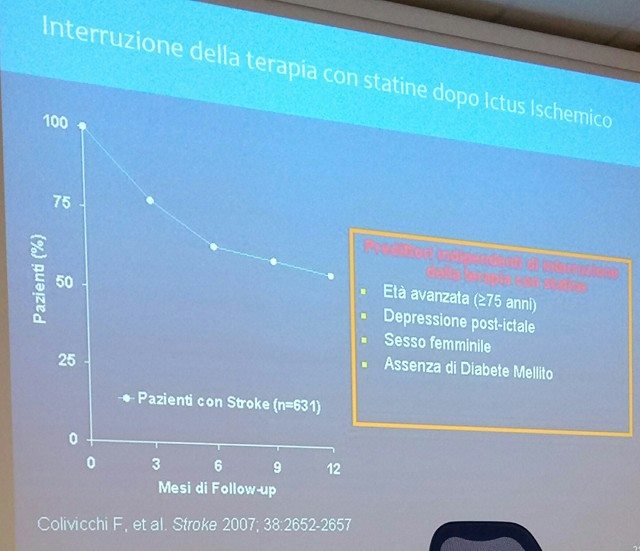 Interruzione della terapia con statine dopo Ictus Ischemico
100
75
50
25
0
Pazienti (%)
0 3 6 9 12
Mesi di Follow-up
Pazienti con Stroke (n=631)
Predittori indipendenti di interruzione
della terapia con statine
Età avanzata (≥75 anni)
Depressione post-ictale
Sesso femminile
Assenza di Diabete Mellito
Colivicchi F, et al. Stroke 2007; 38:2652-2657